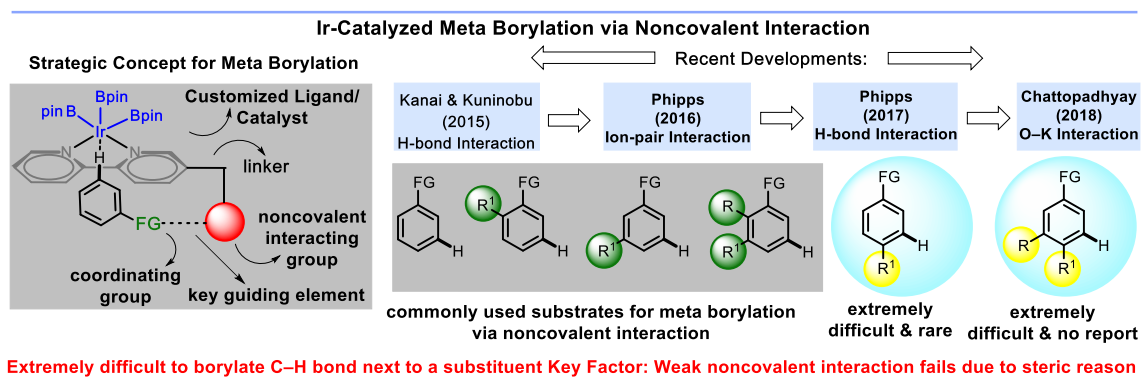 Ir-Catalyzed Meta Borylation via Noncovalent Interaction
Strategic Concept for Meta Borylation
Recent Developments:
Bpin
pin B
Bpin
Ir
N
N
H
FG
Customized Ligand/
Catalyst
linker
noncovalent
interacting
group
coordinating
group
key guiding element
Kanai & Kuninobu
(2015)
H-bond Interaction
Phipps
(2016)
Ion-pair Interaction
Phipps
(2017)
H-bond Interaction
Chattopadhyay
(2018)
O–K Interaction
FG
H
FG
R1
H
FG
R1
H
FG
R
R1
H
FG
H
R1
FG
R
H
R1
commonly used substrates for meta borylation
via noncovalent interaction
extremely
difficult & rare
extremely
difficult & no report
Extremely difficult to borylate C–H bond next to a substituent Key Factor: Weak noncovalent interaction fails due to steric reason